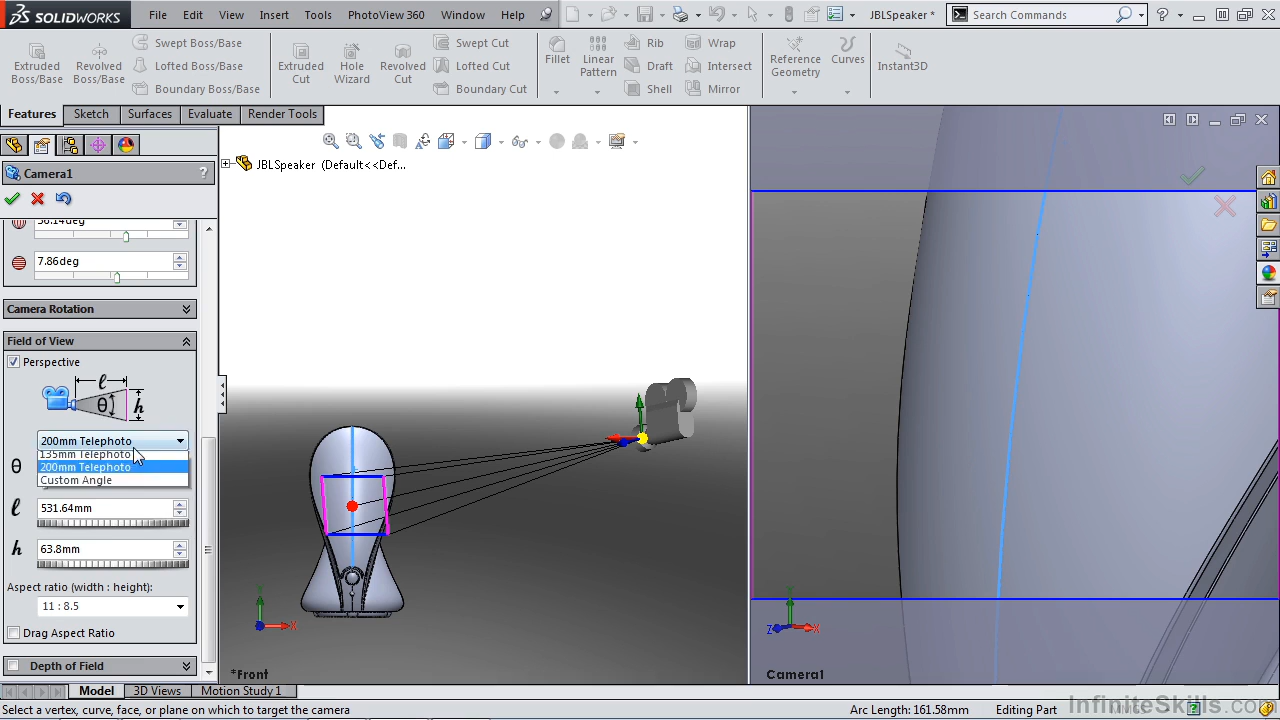 SOLIDWORKS File Edit View Insert Tools PhotoView 360 Window Help JBLSpeaker * Search Commands
Swept Boss/Base Swept Cut Rib Wrap
Extruded Boss/Base Revolved Boss/Base Lofted Boss/Base Extruded Cut Hole Wizard Revolved Cut Lofted Cut Fillet Linear Pattern Draft Intersect Reference Geometry Curves Instant3D
Boundary Boss/Base Boundary Cut Shell Mirror
Features Sketch Surfaces Evaluate Render Tools
JBLSpeaker (Default<<Def...
Camera1 ?
7.86deg
Camera Rotation
Field of View
Perspective
ℓ
θ h
200mm Telephoto
135mm Telephoto
θ 200mm Telephoto
Custom Angle
ℓ 531.64mm
h 63.8mm
Aspect ratio (width : height):
11 : 8.5
Drag Aspect Ratio
Depth of Field
Y
X
Y
Z X
*Front
Camera1
Model 3D Views Motion Study 1
Select a vertex, curve, face, or plane on which to target the camera Arc Length: 161.58mm Editing Part
InfiniteSkills.com